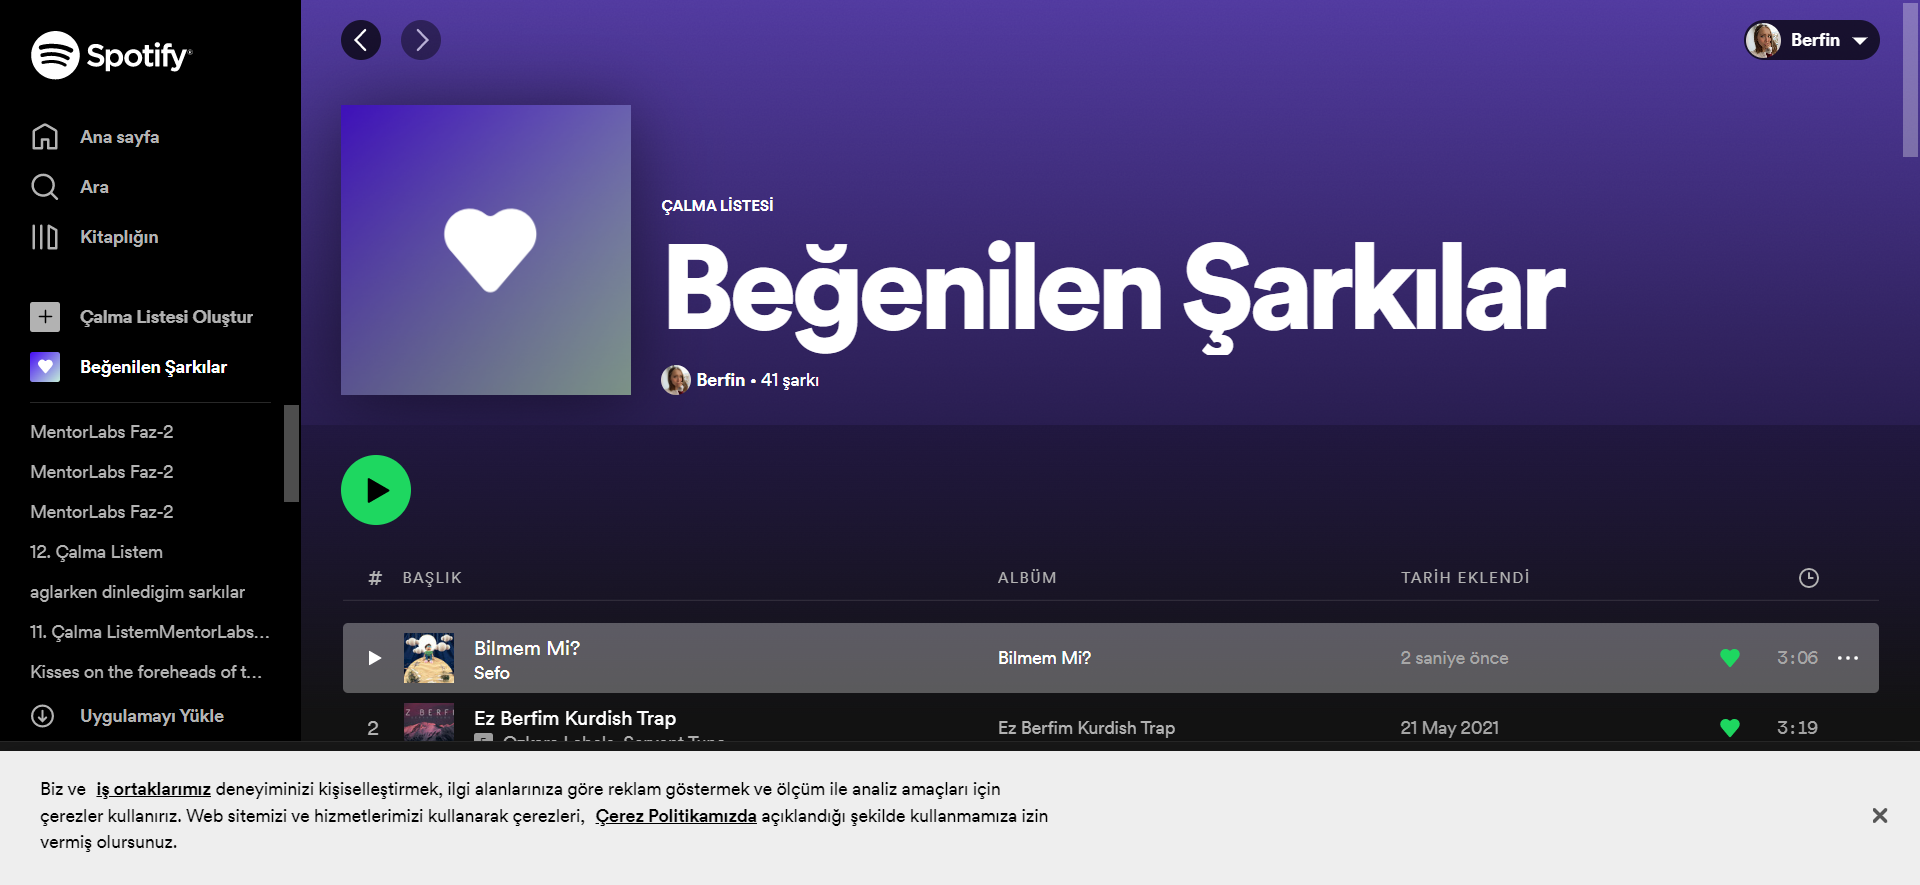 Spotify
Ana sayfa
Ara
Kitaplığın
Çalma Listesi Oluştur
Beğenilen Şarkılar
MentorLabs Faz-2
MentorLabs Faz-2
MentorLabs Faz-2
12. Çalma Listem
aglarken dinledigim sarkılar
11. Çalma ListemMentorLabs...
Kisses on the foreheads of t...
Uygulamayı Yükle
Berfin
ÇALMA LİSTESİ
Beğenilen Şarkılar
Berfin • 41 şarkı
# BAŞLIK ALBÜM TARİH EKLENDİ
Bilmem Mi? Bilmem Mi? 2 saniye önce 3:06
Sefo
2 Ez Berfim Kurdish Trap Ez Berfim Kurdish Trap 21 May 2021 3:19
Biz ve iş ortaklarımız deneyiminizi kişiselleştirmek, ilgi alanlarınıza göre reklam göstermek ve ölçüm ile analiz amaçları için
çerezler kullanırız. Web sitemizi ve hizmetlerimizi kullanarak çerezleri, Çerez Politikamızda açıklandığı şekilde kullanmamıza izin
vermiş olursunuz.